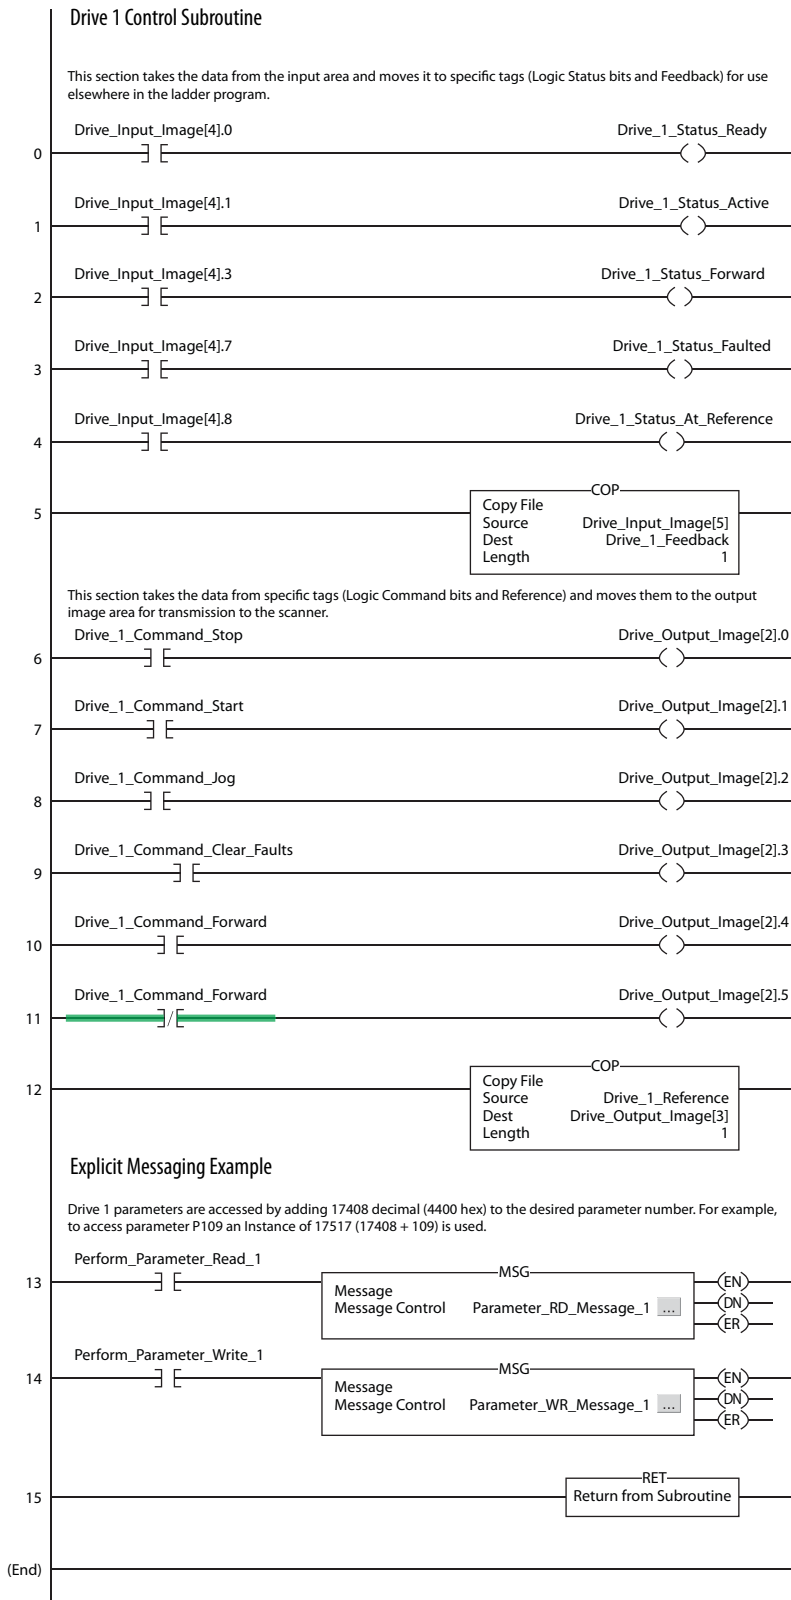 Drive 1 Control Subroutine
This section takes the data from the input area and moves it to specific tags (Logic Status bits and Feedback) for use
elsewhere in the ladder program.
Drive_Input_Image[4].0 Drive_1_Status_Ready
0
Drive_Input_Image[4].1 Drive_1_Status_Active
1
Drive_Input_Image[4].3 Drive_1_Status_Forward
2
Drive_Input_Image[4].7 Drive_1_Status_Faulted
3
Drive_Input_Image[4].8 Drive_1_Status_At_Reference
4
COP
Copy File
5
Source Drive_Input_Image[5]
Dest Drive_1_Feedback
Length 1
This section takes the data from specific tags (Logic Command bits and Reference) and moves them to the output
image area for transmission to the scanner.
Drive_1_Command_Stop Drive_Output_Image[2].0
6
Drive_1_Command_Start Drive_Output_Image[2].1
7
Drive_1_Command_Jog Drive_Output_Image[2].2
8
Drive_1_Command_Clear_Faults Drive_Output_Image[2].3
9
Drive_1_Command_Forward Drive_Output_Image[2].4
10
Drive_1_Command_Forward Drive_Output_Image[2].5
11
COP
Copy File
12
Source Drive_1_Reference
Dest Drive_Output_Image[3]
Length 1
Explicit Messaging Example
Drive 1 parameters are accessed by adding 17408 decimal (4400 hex) to the desired parameter number. For example,
to access parameter P109 an Instance of 17517 (17408 + 109) is used.
Perform_Parameter_Read_1
MSG
13 EN
Message
Message Control Parameter_RD_Message_1 ... DN
ER
Perform_Parameter_Write_1
MSG
14 EN
Message
Message Control Parameter_WR_Message_1 ... DN
ER
RET
15 Return from Subroutine
(End)